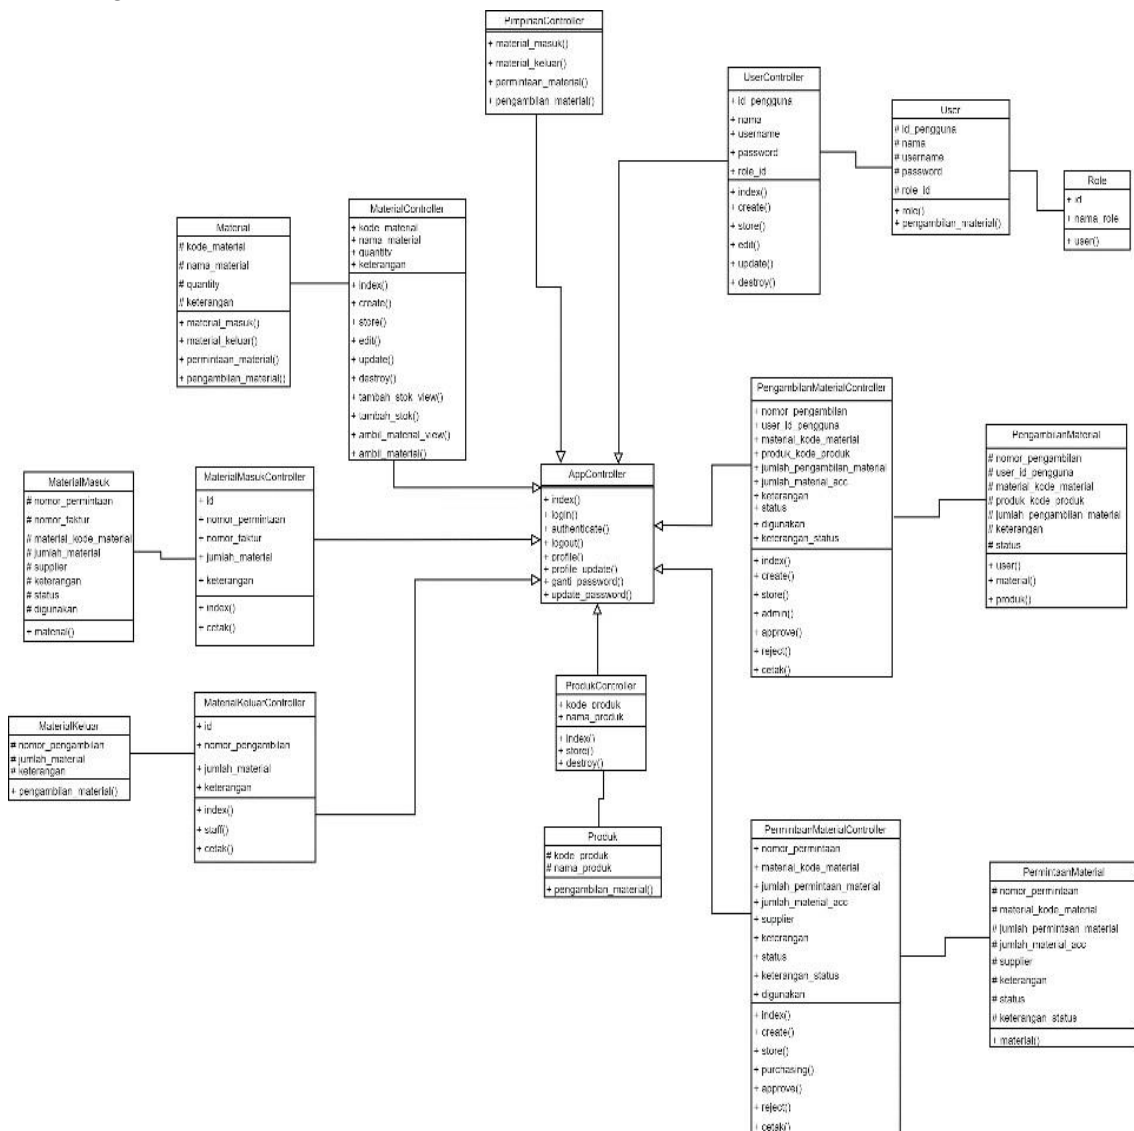 PimpinanController
+ material_masuk()
+ material_keluar()
+ permintaan_material()
+ pengambilan_material()
UserController
+ id_pengguna
+ nama
+ username
+ password
+ role_id
+ index()
+ create()
+ store()
+ edit()
+ update()
+ destroy()
User
# id_pengguna
# nama
# username
# password
# role_id
+ role()
+ pengambilan_material()
Role
+ id
+ nama_role
+ user()
Material
# kode_material
# nama_material
# quantity
# keterangan
+ material_masuk()
+ material_keluar()
+ permintaan_material()
+ pengambilan_material()
MaterialController
+ kode_material
+ nama_material
+ quantity
+ keterangan
+ index()
+ create()
+ store()
+ edit()
+ update()
+ destroy()
+ tambah_stok_view()
+ tambah_stok()
+ ambil_material_view()
+ ambil_material()
PengambilanMaterialController
+ nomor_pengambilan
+ user_id_pengguna
+ material_kode_material
+ produk_kode_produk
+ jumlah_pengambilan_material
+ jumlah_material_acc
+ keterangan
+ status
+ digunakan
+ keterangan_status
+ index()
+ create()
+ store()
+ admin()
+ approve()
+ reject()
+ cetak()
PengambilanMaterial
# nomor_pengambilan
# user_id_pengguna
# material_kode_material
# produk_kode_produk
# jumlah_pengambilan_material
# keterangan
# status
+ user()
+ material()
+ produk()
MaterialMasuk
# nomor_permintaan
# nomor_faktur
# material_kode_material
# jumlah_material
# supplier
# keterangan
# status
# digunakan
+ material()
MaterialMasukController
+ id
+ nomor_permintaan
+ nomor_faktur
+ jumlah_material
+ keterangan
+ index()
+ cetak()
AppController
+ index()
+ login()
+ authenticate()
+ logout()
+ profile()
+ profile_update()
+ ganti_password()
+ update_password()
MaterialKeluar
# nomor_pengambilan
# jumlah_material
# keterangan
+ pengambilan_material()
MaterialKeluarController
+ id
+ nomor_pengambilan
+ jumlah_material
+ keterangan
+ index()
+ staff()
+ cetak()
ProdukController
+ kode_produk
+ nama_produk
+ index()
+ store()
+ destroy()
Produk
# kode_produk
# nama_produk
+ pengambilan_material()
PermintaanMaterialController
+ nomor_permintaan
+ material_kode_material
+ jumlah_permintaan_material
+ jumlah_material_acc
+ supplier
+ keterangan
+ status
+ keterangan_status
+ digunakan
+ index()
+ create()
+ store()
+ purchasing()
+ approve()
+ reject()
+ cetak()
PermintaanMaterial
# nomor_permintaan
# material_kode_material
# jumlah_permintaan_material
# jumlah_material_acc
# supplier
# keterangan
# status
# keterangan_status
+ material()